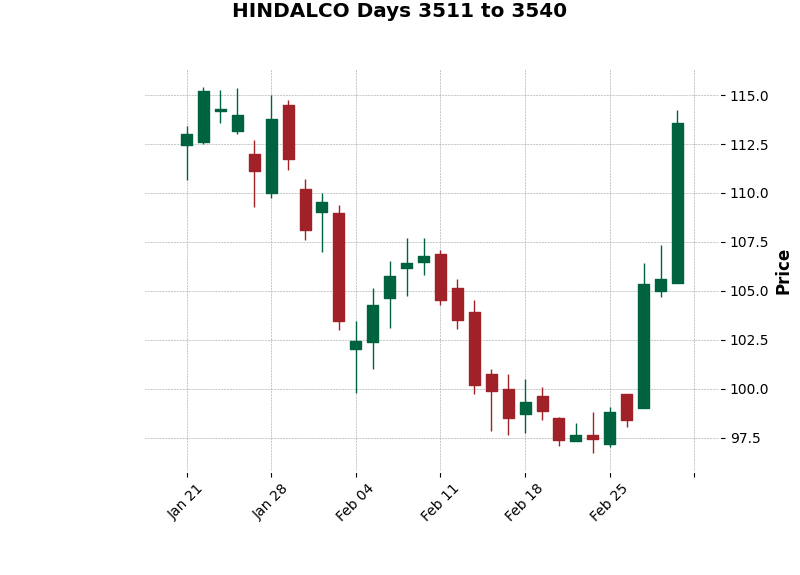 HINDALCO Days 3511 to 3540
115.0
112.5
110.0
107.5
105.0
102.5
100.0
97.5
Price
Jan 21
Jan 28
Feb 04
Feb 11
Feb 18
Feb 25